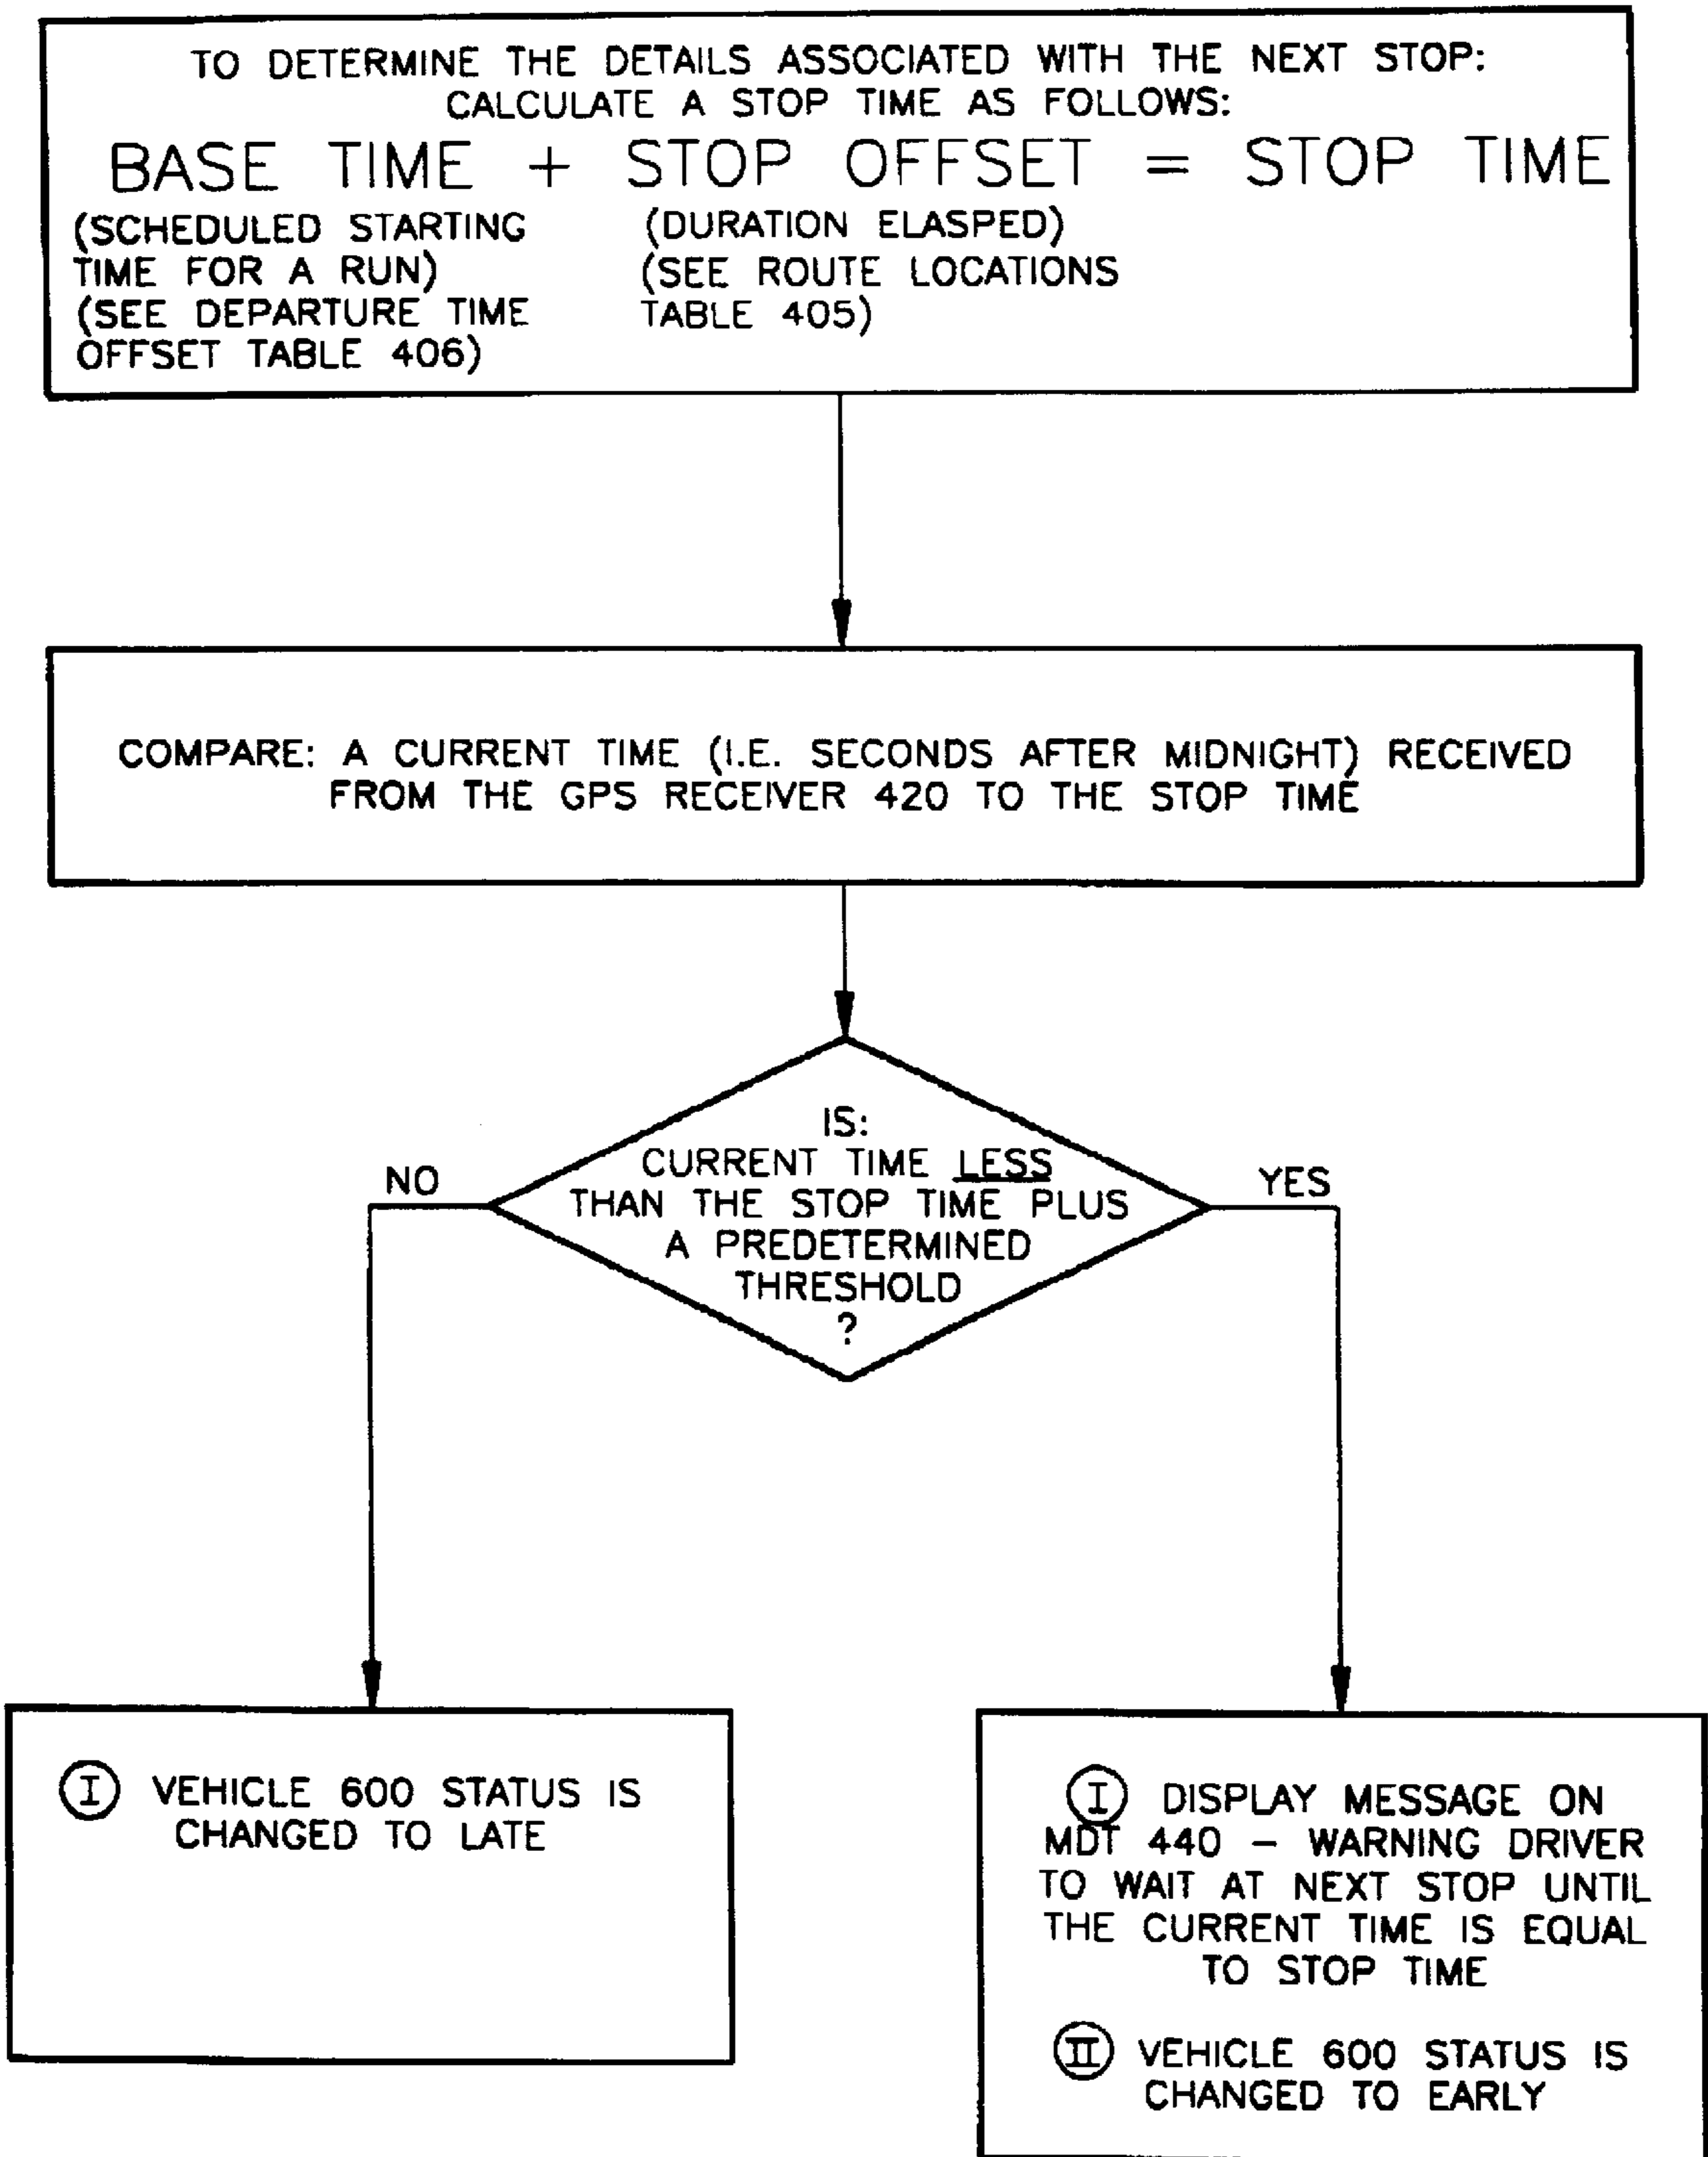 TO DETERMINE THE DETAILS ASSOCIATED WITH THE NEXT STOP:
CALCULATE A STOP TIME AS FOLLOWS:
BASE TIME + STOP OFFSET = STOP TIME
(SCHEDULED STARTING
TIME FOR A RUN)
(SEE DEPARTURE TIME
OFFSET TABLE 406)
(DURATION ELASPED)
(SEE ROUTE LOCATIONS
TABLE 405)
COMPARE: A CURRENT TIME (I.E. SECONDS AFTER MIDNIGHT) RECEIVED
FROM THE GPS RECEIVER 420 TO THE STOP TIME
IS:
CURRENT TIME LESS
THAN THE STOP TIME PLUS
A PREDETERMINED
THRESHOLD
?
NO
YES
I VEHICLE 600 STATUS IS
CHANGED TO LATE
I DISPLAY MESSAGE ON
MDT 440 – WARNING DRIVER
TO WAIT AT NEXT STOP UNTIL
THE CURRENT TIME IS EQUAL
TO STOP TIME
II VEHICLE 600 STATUS IS
CHANGED TO EARLY